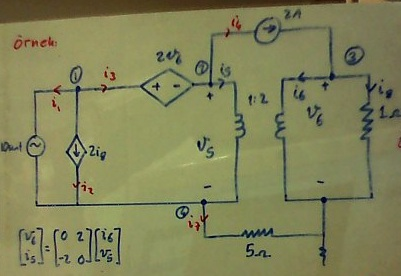 örnek:
i4
2A
①
i3
2v6
②
i5
③
+ -
+
i6
+
i8
i1
1:2
v6
1Ω
2i8
v5
i2
-
-
④
i7
5Ω
[v6 i5] = [0 2 -2 0] [i6 v5]